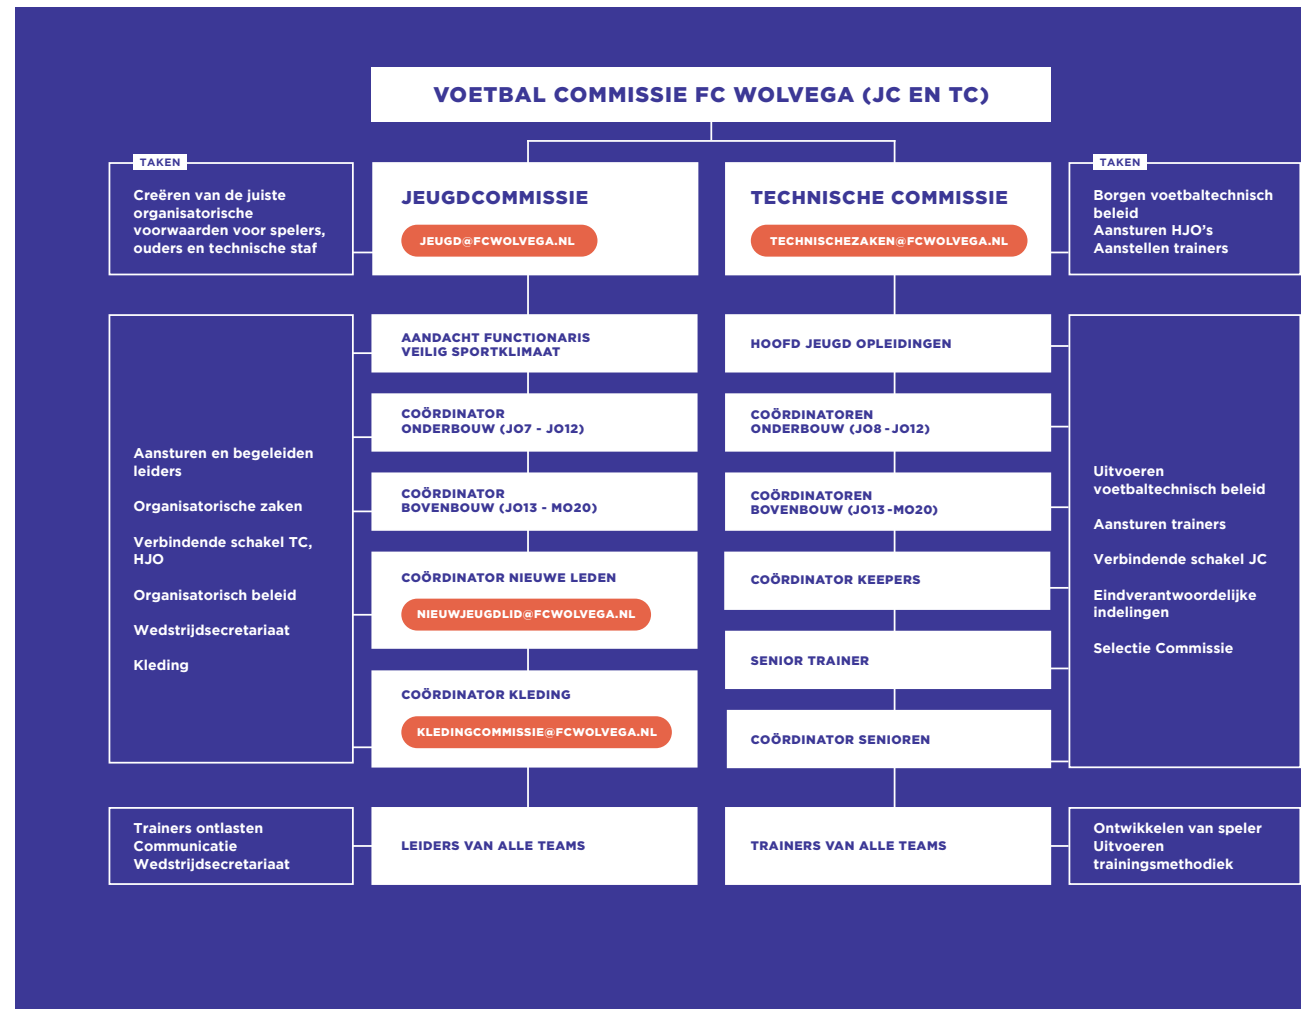 VOETBAL COMMISSIE FC WOLVEGA (JC EN TC)
TAKEN
Creëren van de juiste
organisatorische
voorwaarden voor spelers,
ouders en technische staf
JEUGDCOMMISSIE
JEUGD@FCWOLVEGA.NL
TECHNISCHE COMMISSIE
TECHNISCHEZAKEN@FCWOLVEGA.NL
TAKEN
Borgen voetbaltechnisch
beleid
Aansturen HJO's
Aanstellen trainers
Aansturen en begeleiden
leiders
Organisatorische zaken
Verbindende schakel TC,
HJO
Organisatorisch beleid
Wedstrijdsecretariaat
Kleding
AANDACHT FUNCTIONARIS
VEILIG SPORTKLIMAAT
COÖRDINATOR
ONDERBOUW (JO7 - JO12)
COÖRDINATOR
BOVENBOUW (JO13 - MO20)
COÖRDINATOR NIEUWE LEDEN
NIEUWJEUGDLID@FCWOLVEGA.NL
COÖRDINATOR KLEDING
KLEDINGCOMMISSIE@FCWOLVEGA.NL
HOOFD JEUGD OPLEIDINGEN
COÖRDINATOREN
ONDERBOUW (JO8 - JO12)
COÖRDINATOREN
BOVENBOUW (JO13 - MO20)
COÖRDINATOR KEEPERS
SENIOR TRAINER
COÖRDINATOR SENIOREN
Uitvoeren
voetbaltechnisch beleid
Aansturen trainers
Verbindende schakel JC
Eindverantwoordelijke
indelingen
Selectie Commissie
Trainers ontlasten
Communicatie
Wedstrijdsecretariaat
LEIDERS VAN ALLE TEAMS
TRAINERS VAN ALLE TEAMS
Ontwikkelen van speler
Uitvoeren
trainingsmethodiek